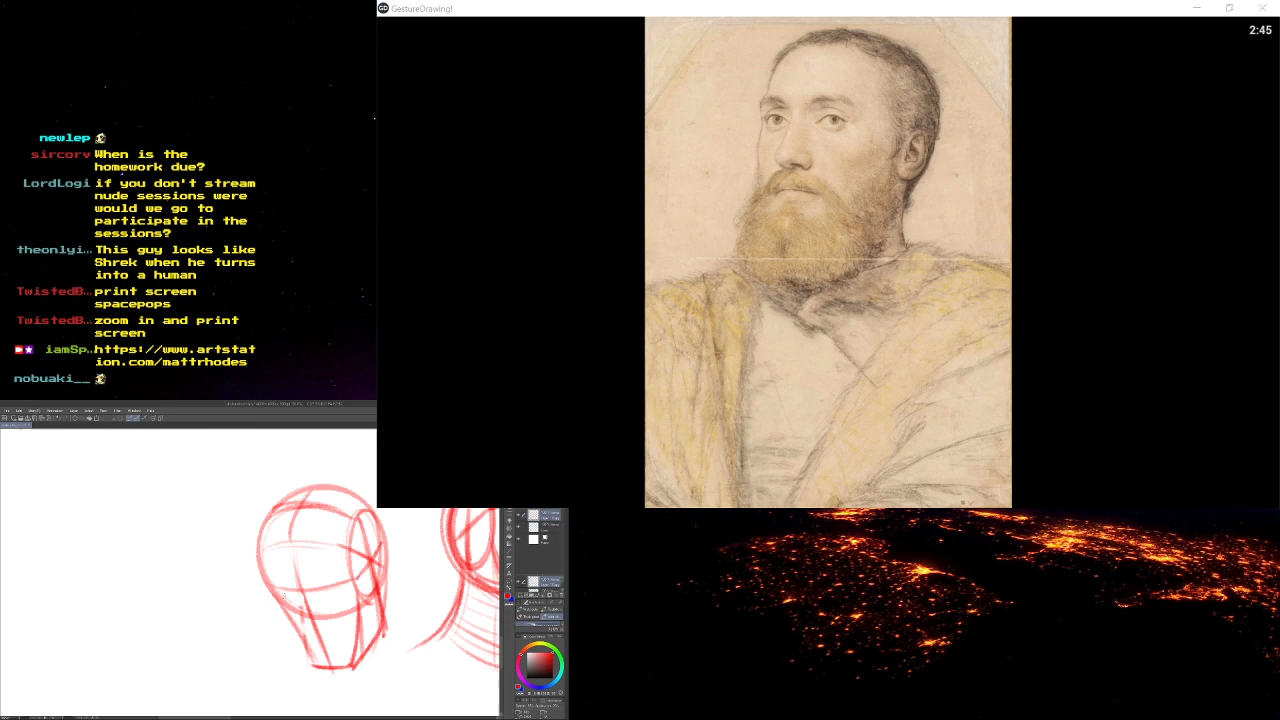 GestureDrawing!
2:45
newlep
sircorv When is the
homework due?
LordLogi if you don't stream
nude sessions were
would we go to
participate in the
sessions?
theonlyi… This guy looks like
Shrek when he turns
into a human
TwistedB… print screen
spacepops
TwistedB… zoom in and print
screen
iamSp… https://www.artstat
ion.com/mattrhodes
nobuaki__